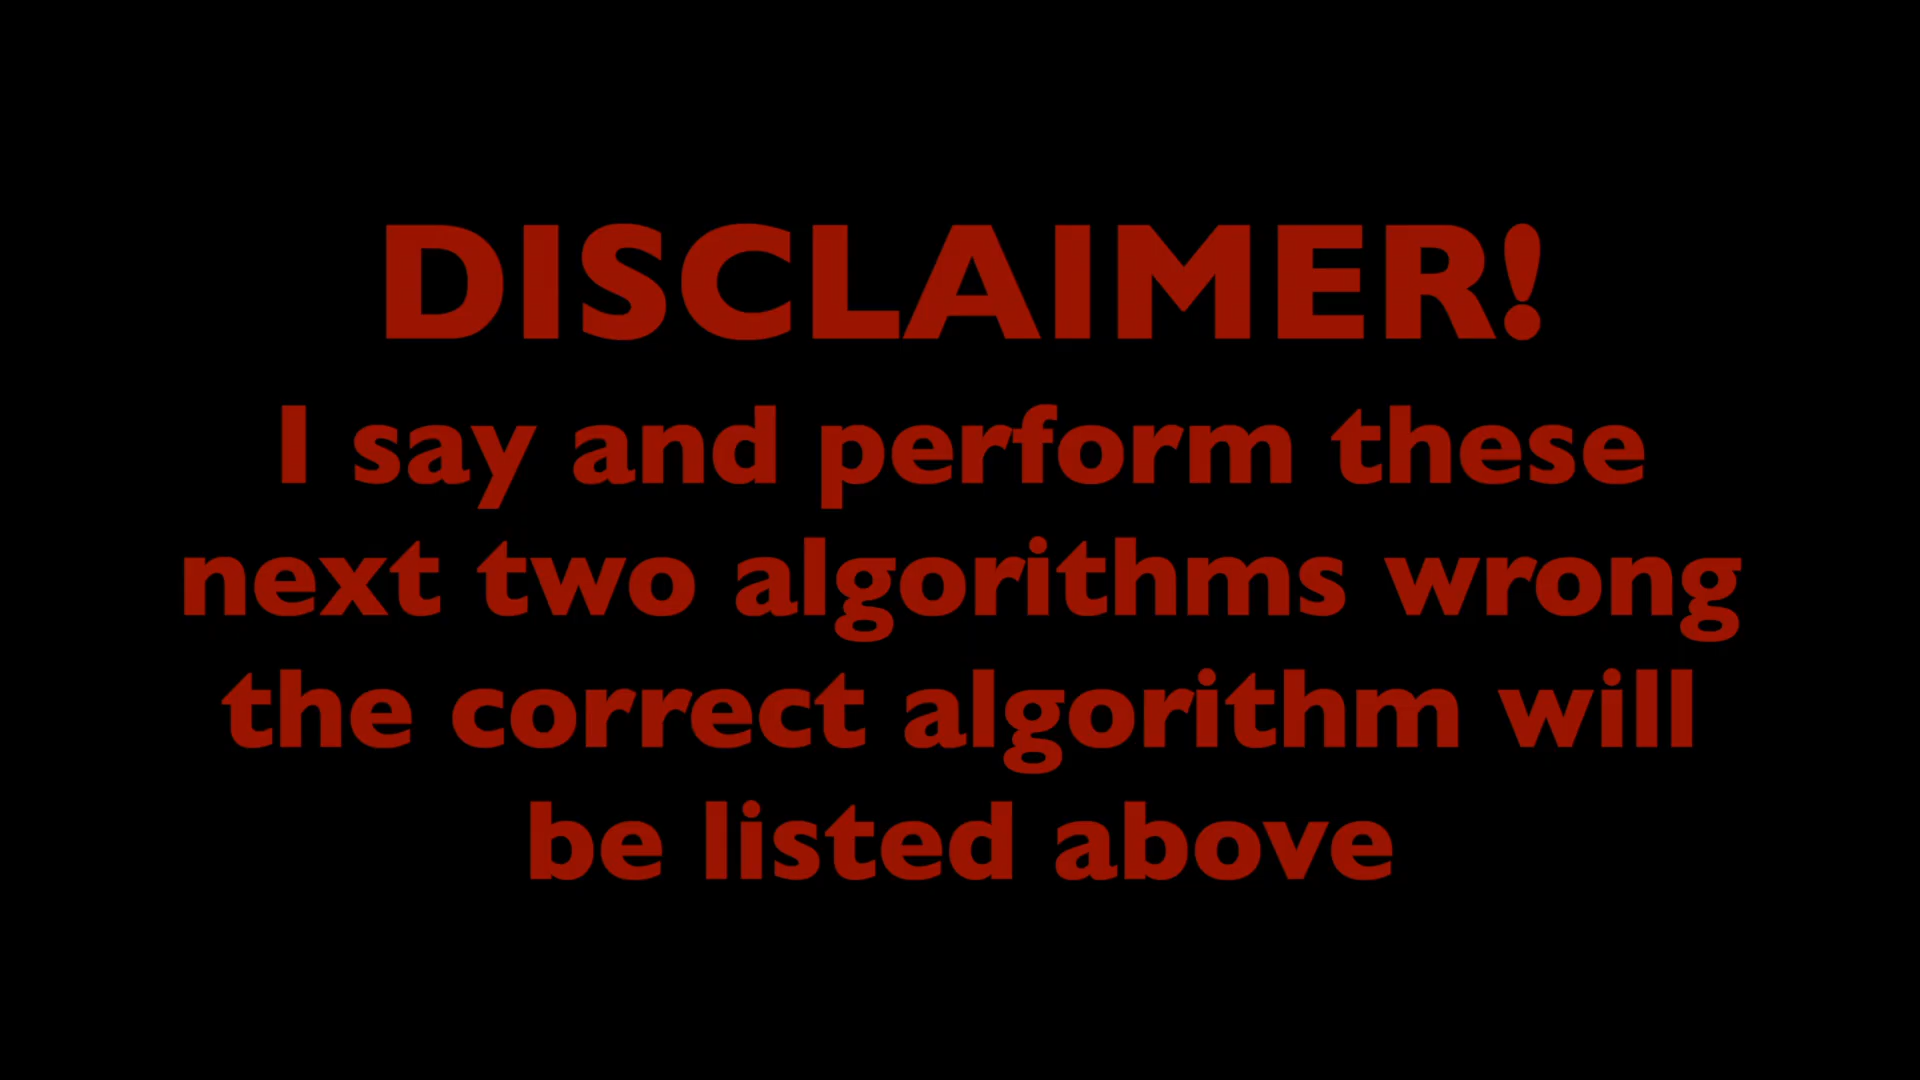 DISCLAIMER!
I say and perform these
next two algorithms wrong
the correct algorithm will
be listed above